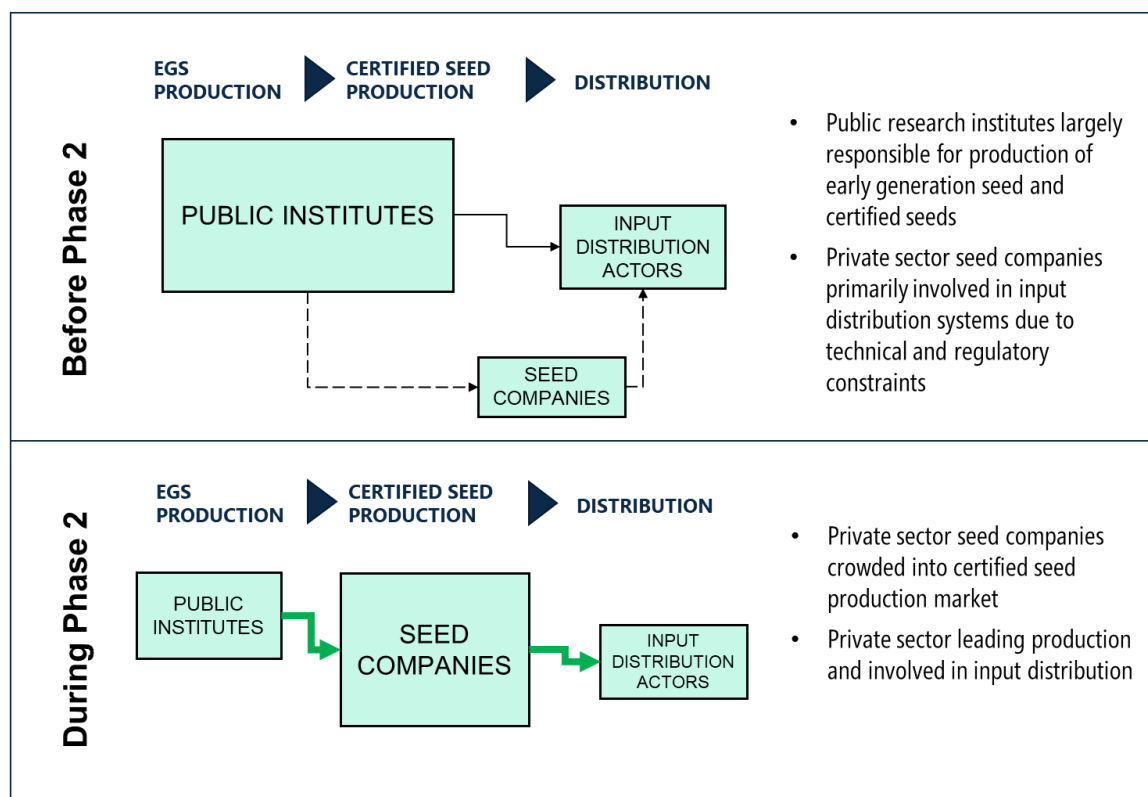 Before Phase 2
EGS
PRODUCTION
CERTIFIED SEED
PRODUCTION
DISTRIBUTION
PUBLIC INSTITUTES
INPUT
DISTRIBUTION
ACTORS
SEED
COMPANIES
• Public research institutes largely
responsible for production of
early generation seed and
certified seeds
• Private sector seed companies
primarily involved in input
distribution systems due to
technical and regulatory
constraints
During Phase 2
EGS
PRODUCTION
CERTIFIED SEED
PRODUCTION
DISTRIBUTION
PUBLIC
INSTITUTES
SEED
COMPANIES
INPUT
DISTRIBUTION
ACTORS
• Private sector seed companies
crowded into certified seed
production market
• Private sector leading production
and involved in input distribution